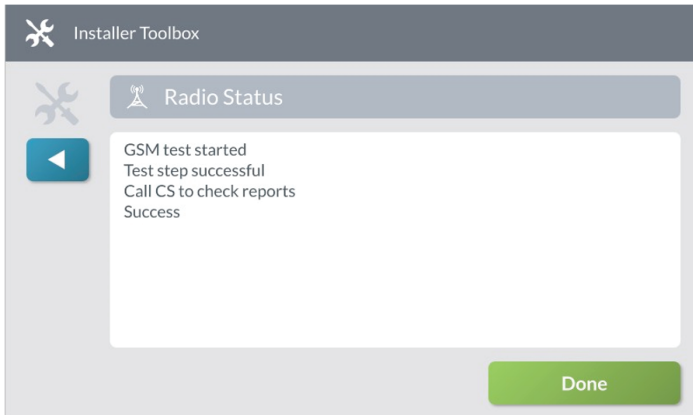 Installer Toolbox
Radio Status
GSM test started
Test step successful
Call CS to check reports
Success
Done